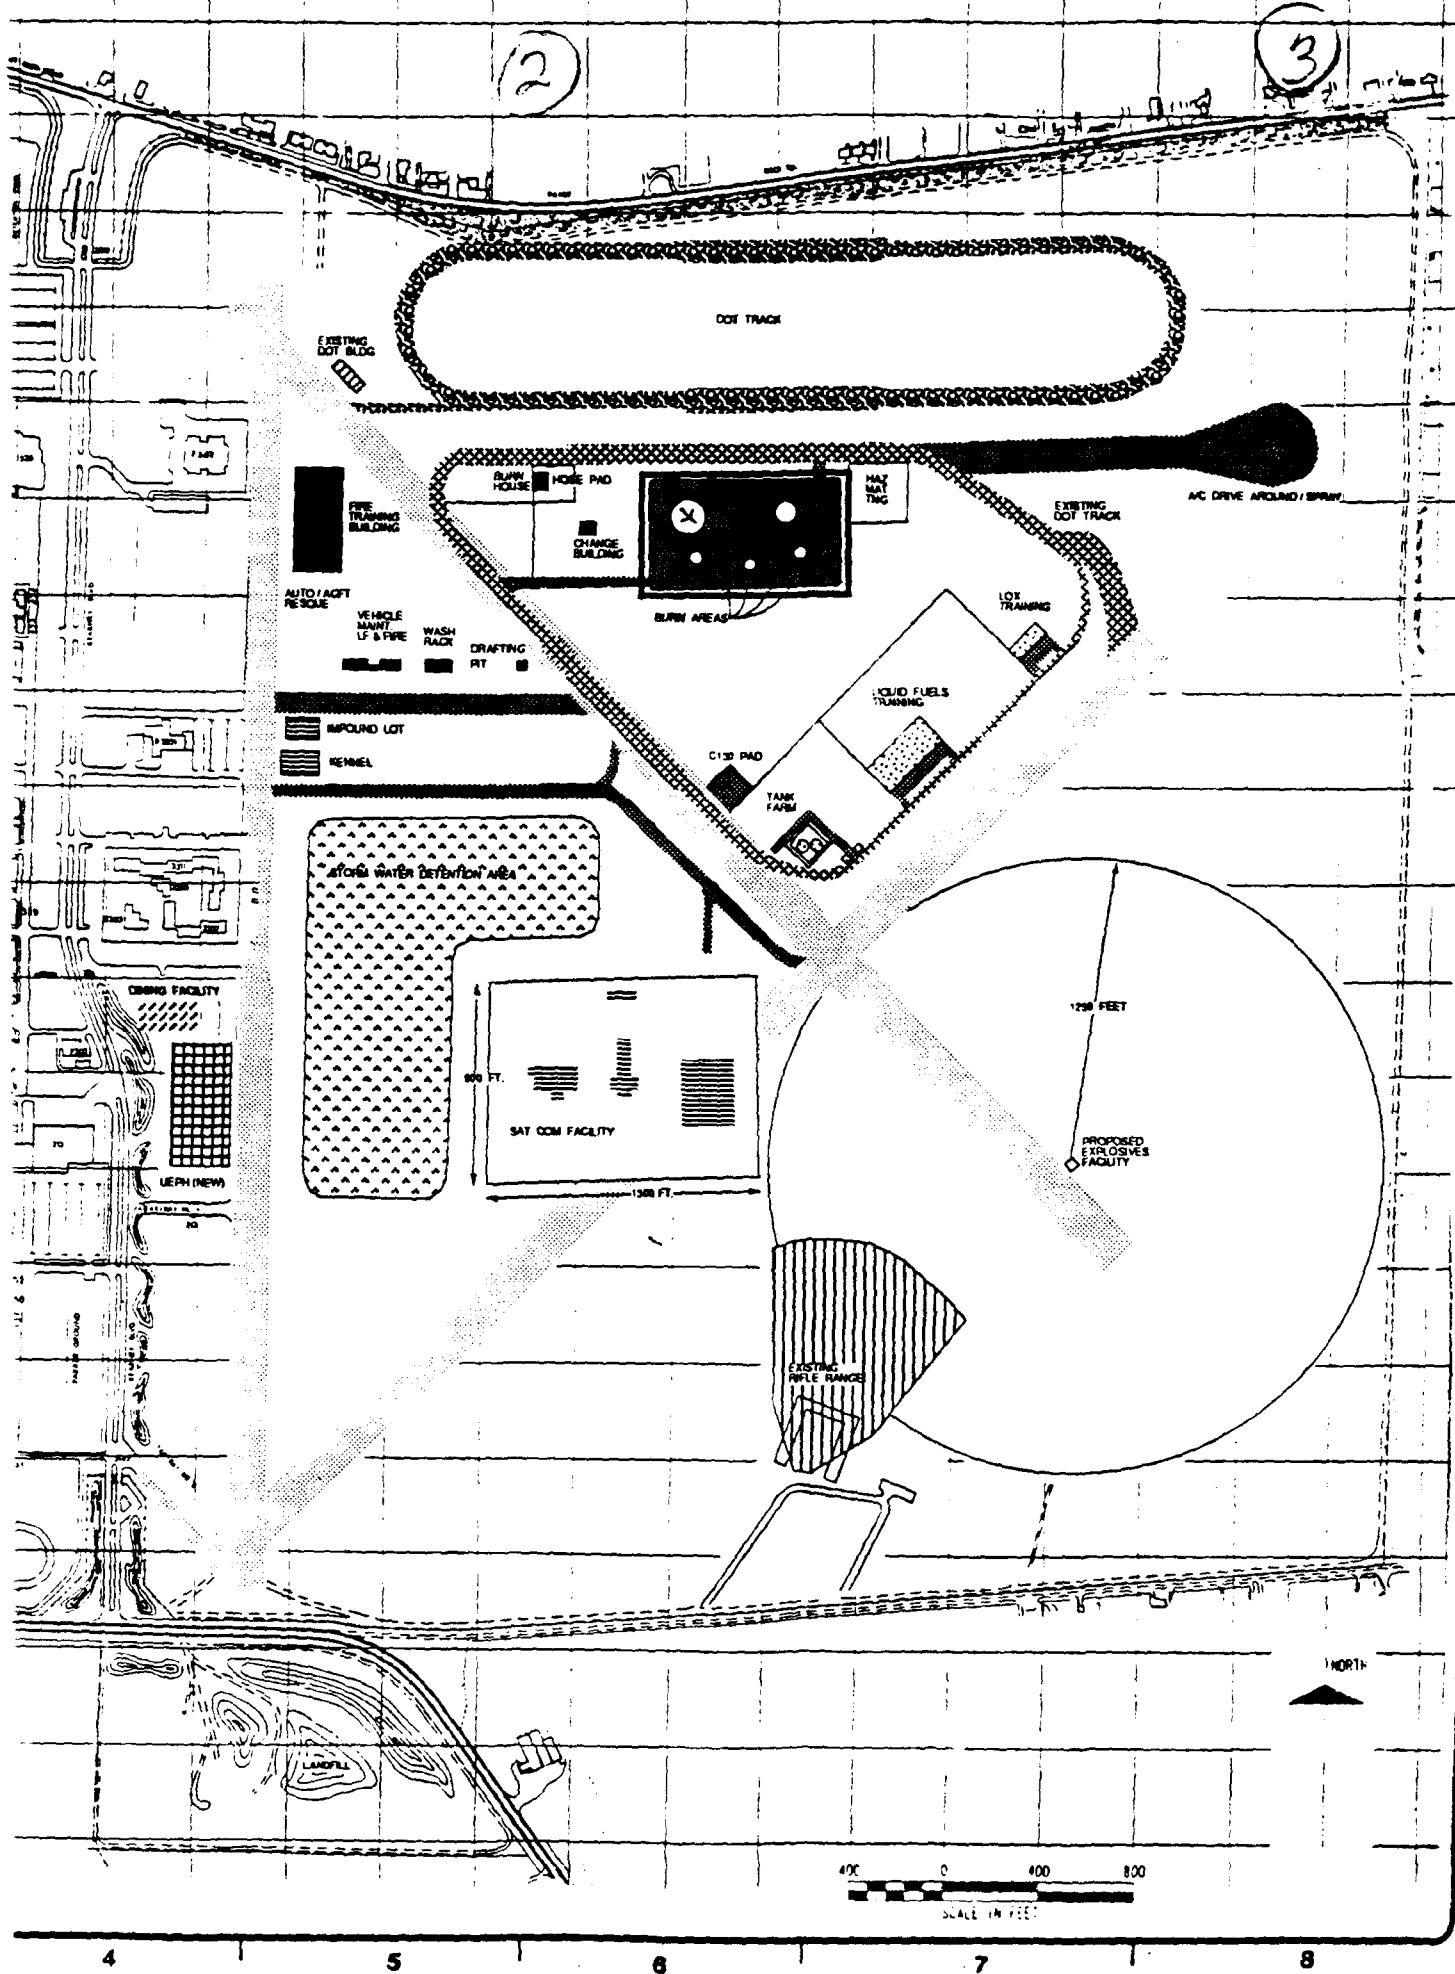 2
3
DOT TRACK
EXISTING
DOT BLDG
BURN
HOUSE
HOSE PAD
HAZ
MAT
TNG
A/C DRIVE AROUND / SPRAY
EXISTING
DOT TRACK
FIRE
TRAINING
BUILDING
CHANGE
BUILDING
AUTO / ACFT
RESCUE
BURN AREAS
LOX
TRAINING
VEHICLE
MAINT.
LF & FIRE
WASH
RACK
DRAFTING
PIT
LIQUID FUELS
TRAINING
IMPOUND LOT
KENNEL
C130 PAD
TANK
FARM
STORM WATER DETENTION AREA
DINING FACILITY
1250 FEET
800 FT.
SAT COM FACILITY
PROPOSED
EXPLOSIVES
FACILITY
UEPH (NEW)
1300 FT.
PARADE GROUND
EXISTING
RIFLE RANGE
NORTH
LANDFILL
400 0 400 800
SCALE IN FEET
4 5 6 7 8